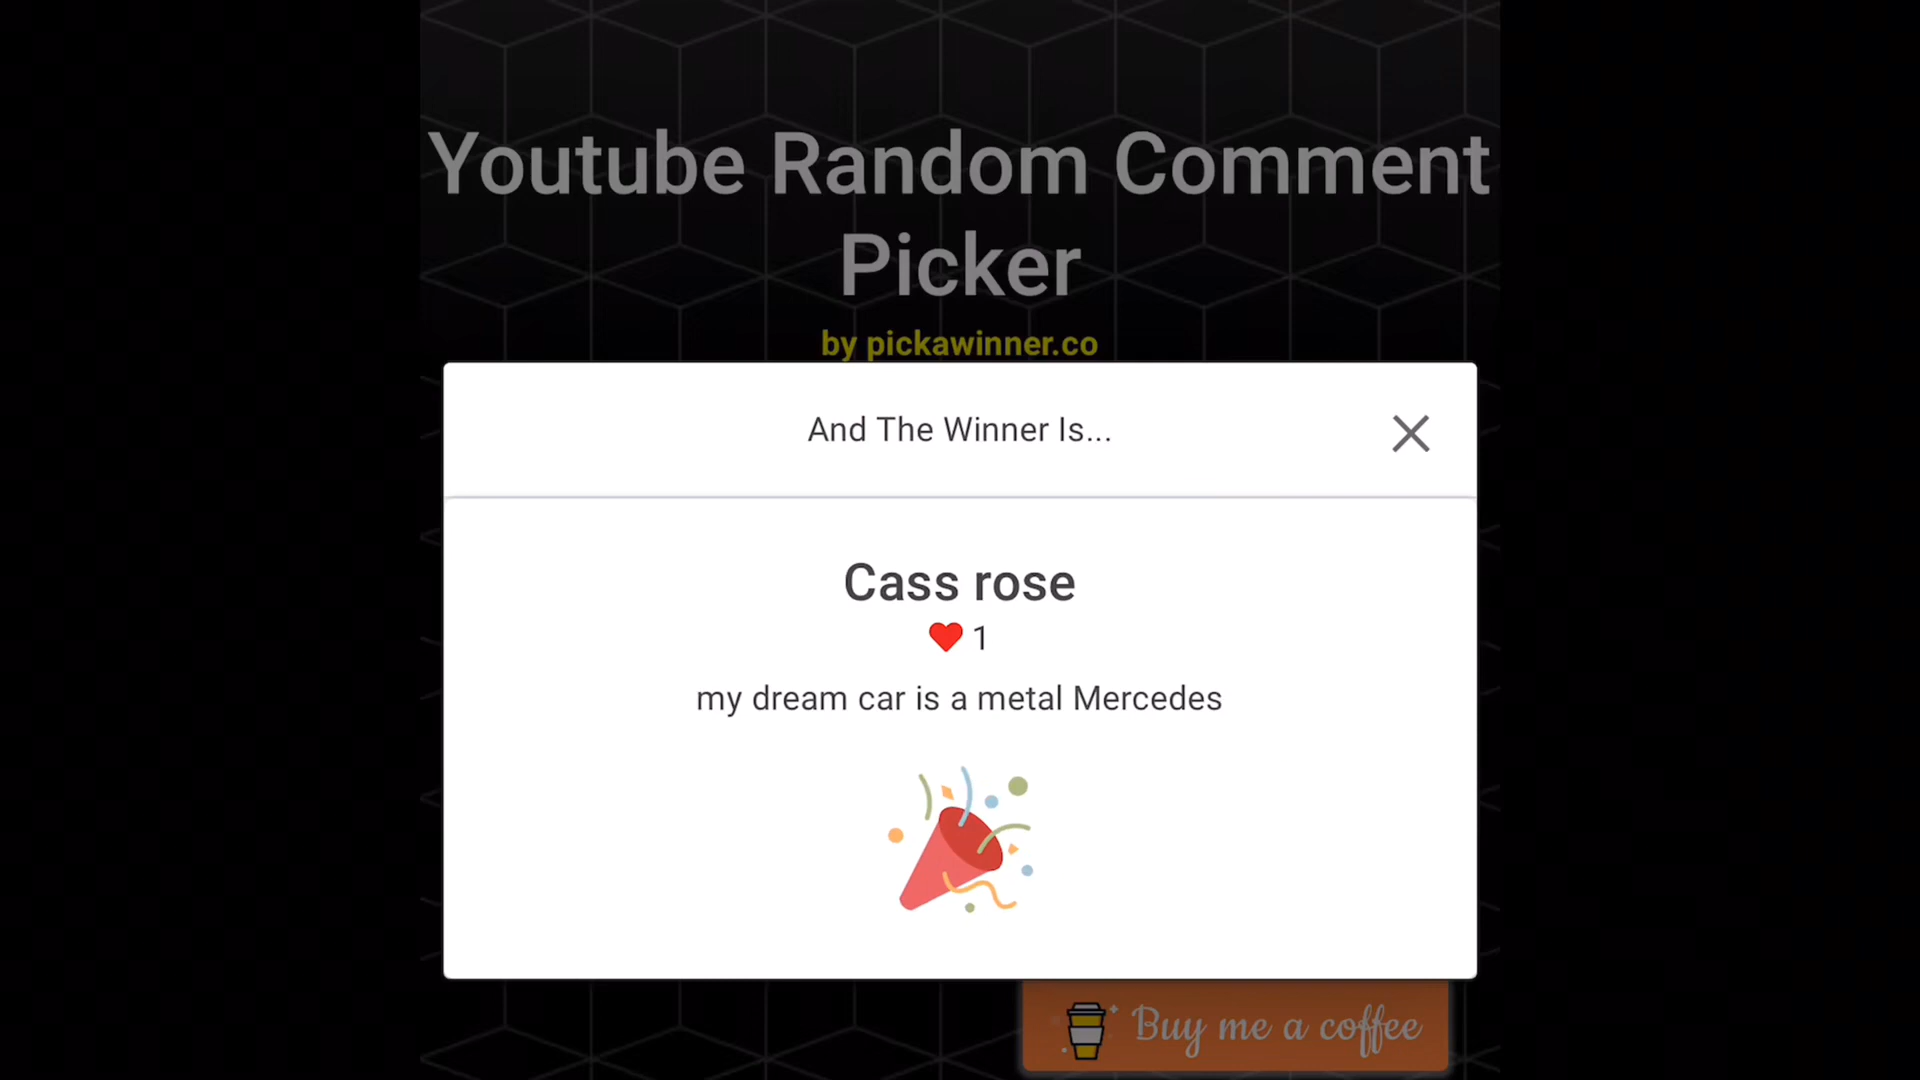 Youtube Random Comment
Picker
by pickawinner.co
And The Winner Is...
Cass rose
1
my dream car is a metal Mercedes
Buy me a coffee